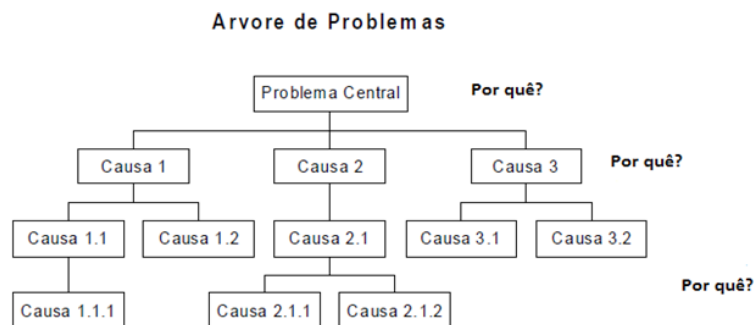 Arvore de Problemas
Problema Central Por quê?
Causa 1 Causa 2 Causa 3 Por quê?
Causa 1.1 Causa 1.2 Causa 2.1 Causa 3.1 Causa 3.2
Por quê?
Causa 1.1.1 Causa 2.1.1 Causa 2.1.2